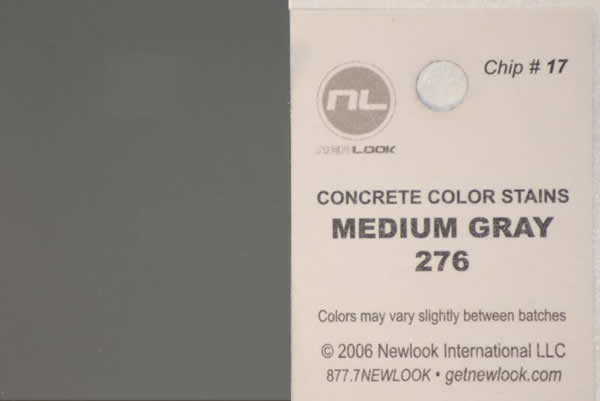 Chip # 17
NL
NEWLOOK
CONCRETE COLOR STAINS
MEDIUM GRAY
276
Colors may vary slightly between batches
© 2006 Newlook International LLC
877.7NEWLOOK • getnewlook.com